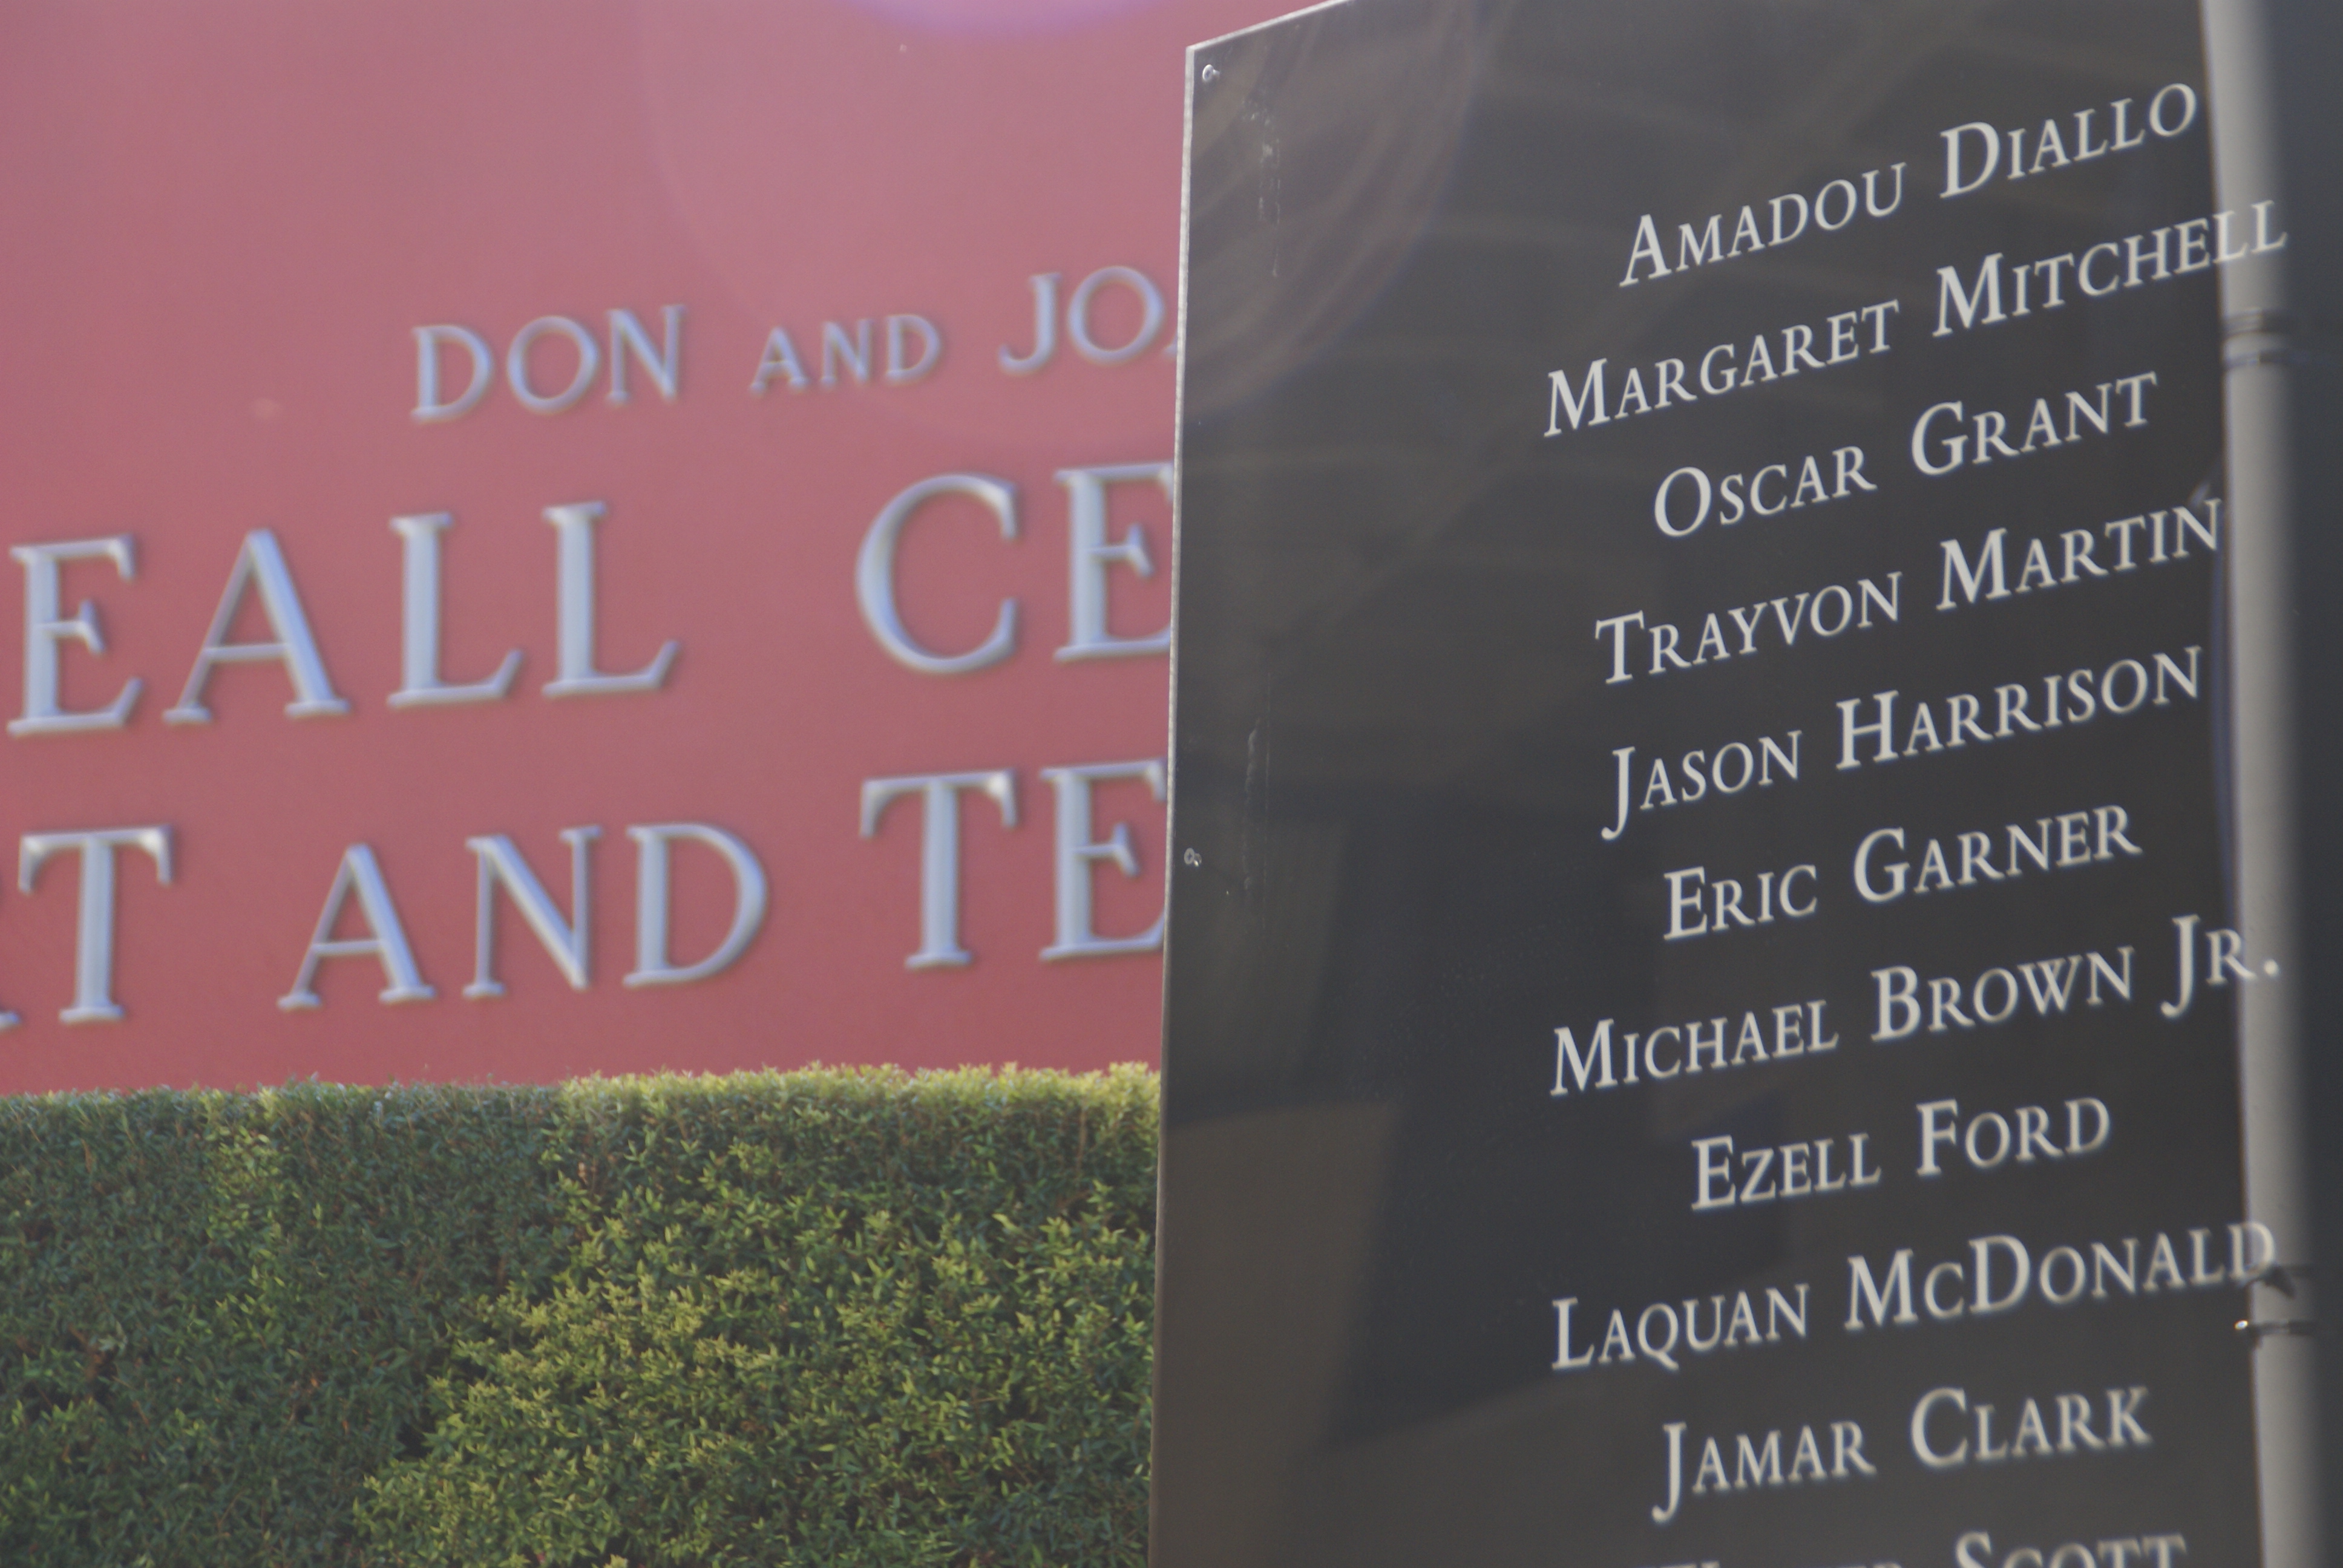 DON AND JO
EALL CE
T AND TE
AMADOU DIALLO
MARGARET MITCHELL
OSCAR GRANT
TRAYVON MARTIN
JASON HARRISON
ERIC GARNER
MICHAEL BROWN JR.
EZELL FORD
LAQUAN MCDONALD
JAMAR CLARK
SCOTT